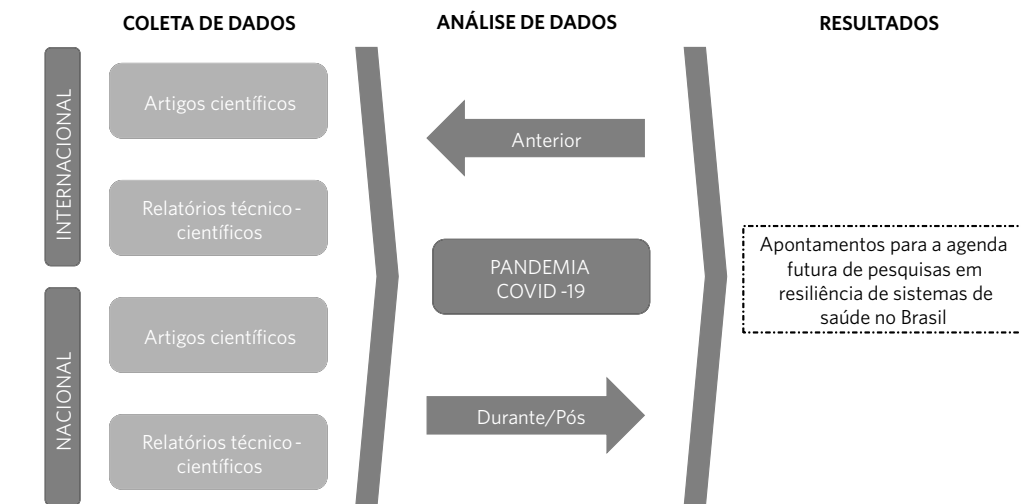 COLETA DE DADOS
ANÁLISE DE DADOS
RESULTADOS
INTERNACIONAL
Artigos científicos
Relatórios técnico-
científicos
NACIONAL
Artigos científicos
Relatórios técnico-
científicos
Anterior
PANDEMIA
COVID -19
Durante/Pós
Apontamentos para a agenda
futura de pesquisas em
resiliência de sistemas de
saúde no Brasil